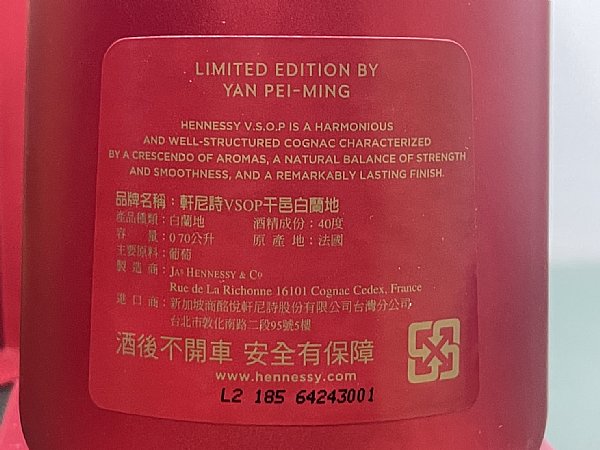 LIMITED EDITION BY
YAN PEI-MING
HENNESSY V.S.O.P IS A HARMONIOUS
AND WELL-STRUCTURED COGNAC CHARACTERIZED
BY A CRESCENDO OF AROMAS, A NATURAL BALANCE OF STRENGTH
AND SMOOTHNESS, AND A REMARKABLY LASTING FINISH.
品牌名稱：軒尼詩VSOP干邑白蘭地
產品種類：白蘭地 酒精成份：40度
容 量：0.70公升 原 產 地：法國
主要原料：葡萄
製 造 商：JAS HENNESSY & CO
Rue de La Richonne 16101 Cognac Cedex, France
進 口 商：新加坡商酩悅軒尼詩股份有限公司台灣分公司
台北市敦化南路二段95號5樓
酒後不開車 安全有保障
www.hennessy.com
L2 185 64243001